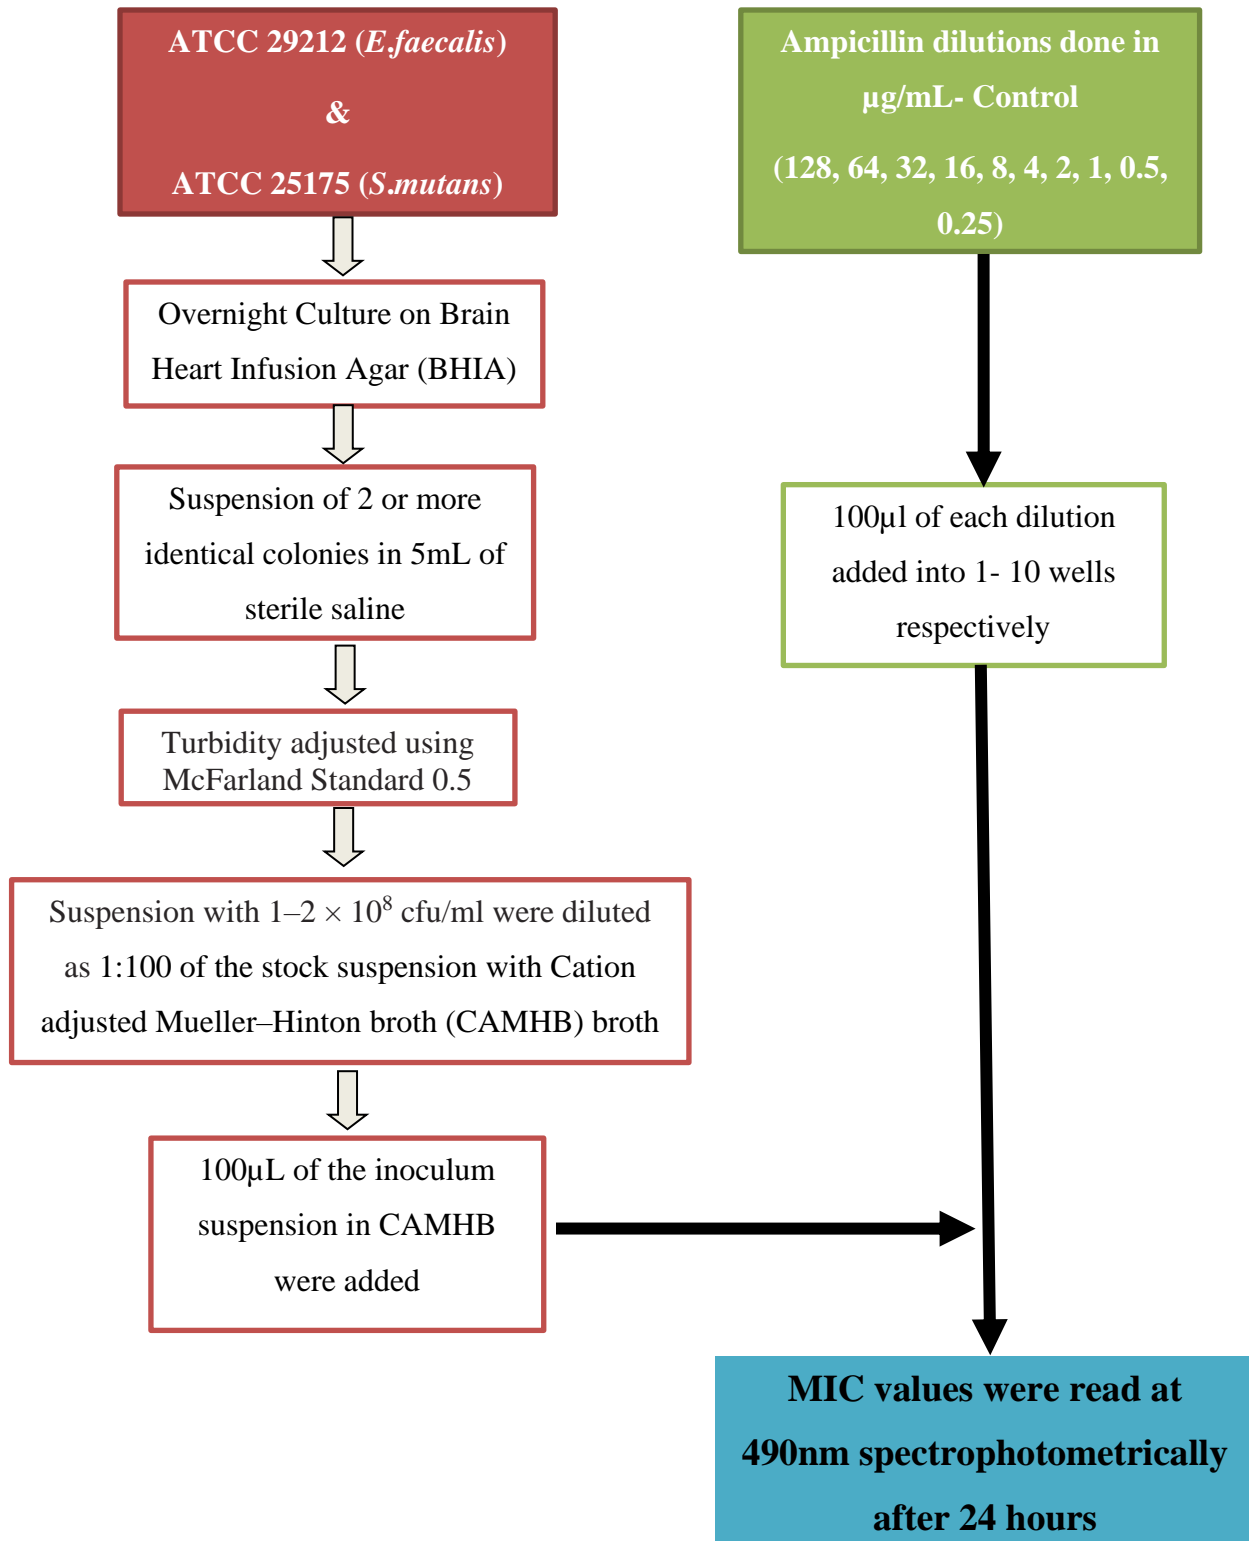 ATCC 29212 (E.faecalis)
&
ATCC 25175 (S.mutans)
Overnight Culture on Brain
Heart Infusion Agar (BHIA)
Suspension of 2 or more
identical colonies in 5mL of
sterile saline
Turbidity adjusted using
McFarland Standard 0.5
Suspension with 1–2 × 10⁸ cfu/ml were diluted
as 1:100 of the stock suspension with Cation
adjusted Mueller–Hinton broth (CAMHB) broth
100µL of the inoculum
suspension in CAMHB
were added
Ampicillin dilutions done in
µg/mL- Control
(128, 64, 32, 16, 8, 4, 2, 1, 0.5,
0.25)
100µl of each dilution
added into 1- 10 wells
respectively
MIC values were read at
490nm spectrophotometrically
after 24 hours